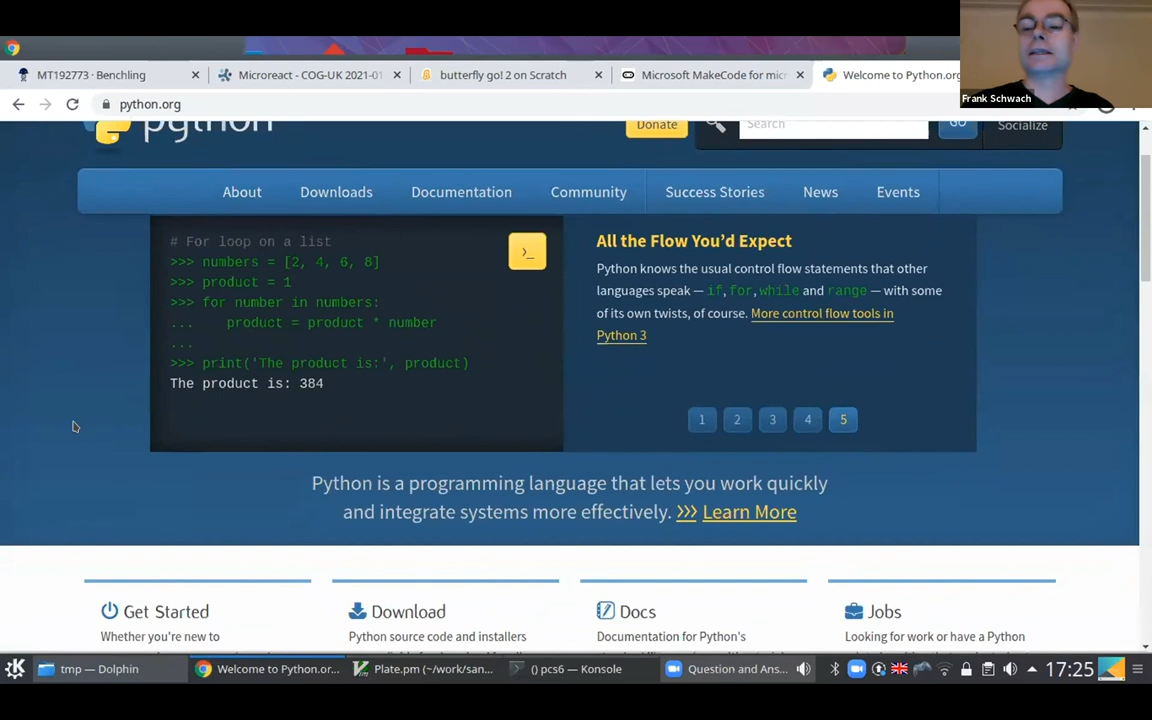 MT192773 · Benchling
Microreact - COG-UK 2021-01
butterfly go! 2 on Scratch
Microsoft MakeCode for mic
Welcome to Python.org
python.org
Frank Schwach
python
Donate
Search
GO
Socialize
About
Downloads
Documentation
Community
Success Stories
News
Events
# For loop on a list
>>> numbers = [2, 4, 6, 8]
>>> product = 1
>>> for number in numbers:
... product = product * number
...
>>> print('The product is:', product)
The product is: 384
>_
All the Flow You'd Expect
Python knows the usual control flow statements that other
languages speak — if, for, while and range — with some
of its own twists, of course. More control flow tools in
Python 3
1
2
3
4
5
Python is a programming language that lets you work quickly
and integrate systems more effectively. >>> Learn More
Get Started
Whether you're new to
Download
Python source code and installers
Docs
Documentation for Python's
Jobs
Looking for work or have a Python
tmp — Dolphin
Welcome to Python.or...
Plate.pm (~/work/san...
() pcs6 — Konsole
Question and Ans...
17:25